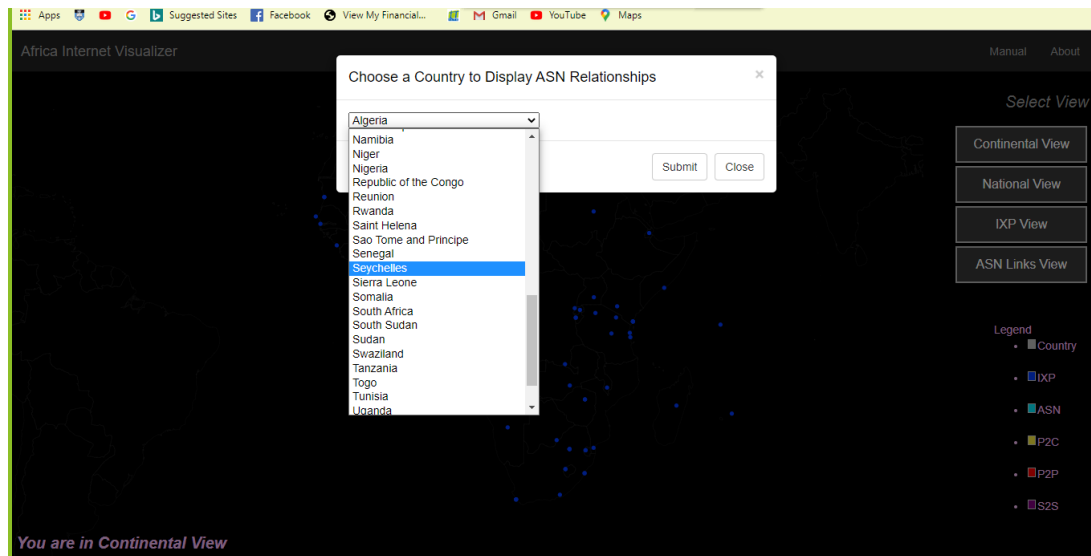 Apps Suggested Sites Facebook View My Financial... Gmail YouTube Maps
Africa Internet Visualizer
Manual About
Choose a Country to Display ASN Relationships ×
Algeria
Namibia
Niger
Nigeria
Republic of the Congo
Reunion
Rwanda
Saint Helena
Sao Tome and Principe
Senegal
Seychelles
Sierra Leone
Somalia
South Africa
South Sudan
Sudan
Swaziland
Tanzania
Togo
Tunisia
Uganda
Submit Close
Select View
Continental View
National View
IXP View
ASN Links View
Legend
Country
IXP
ASN
P2C
P2P
S2S
You are in Continental View